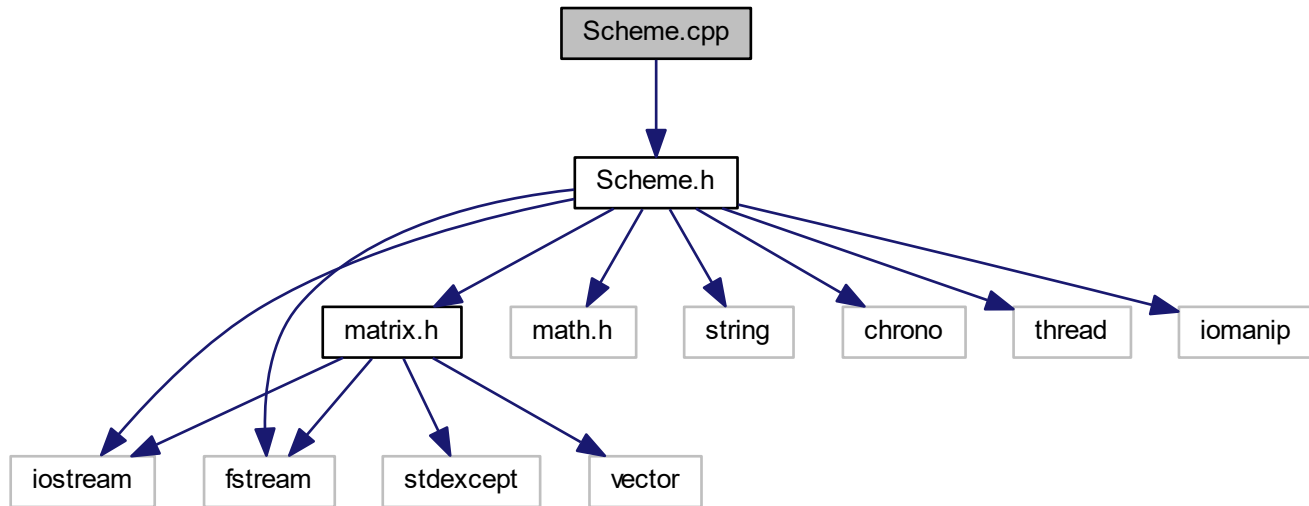 Scheme.cpp
Scheme.h
matrix.h
math.h
string
chrono
thread
iomanip
iostream
fstream
stdexcept
vector